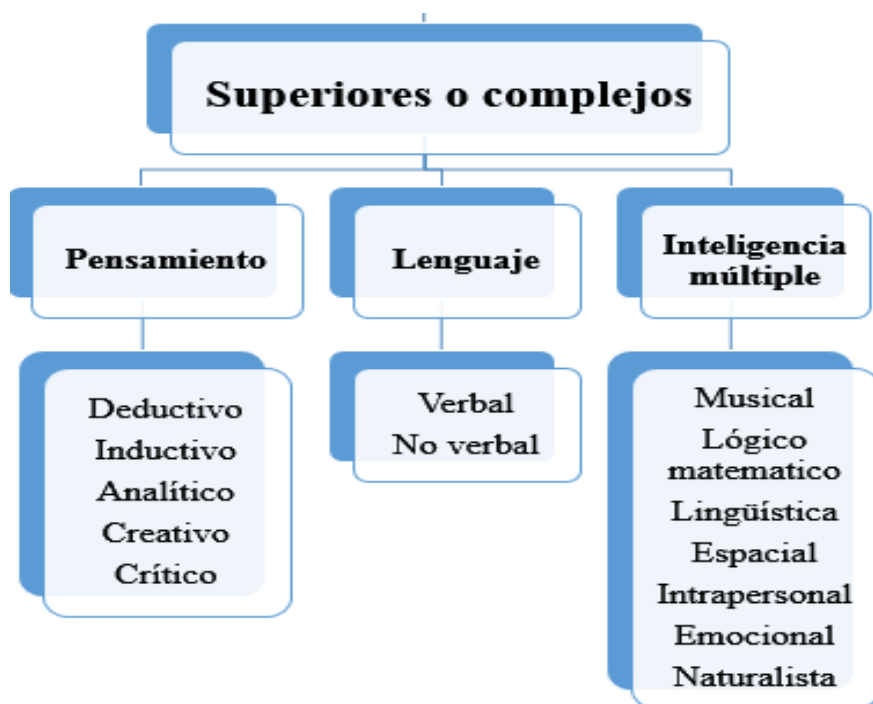 Superiores o complejos
Pensamiento
Lenguaje
Inteligencia
múltiple
Deductivo
Inductivo
Analítico
Creativo
Crítico
Verbal
No verbal
Musical
Lógico
matematico
Lingüística
Espacial
Intrapersonal
Emocional
Naturalista